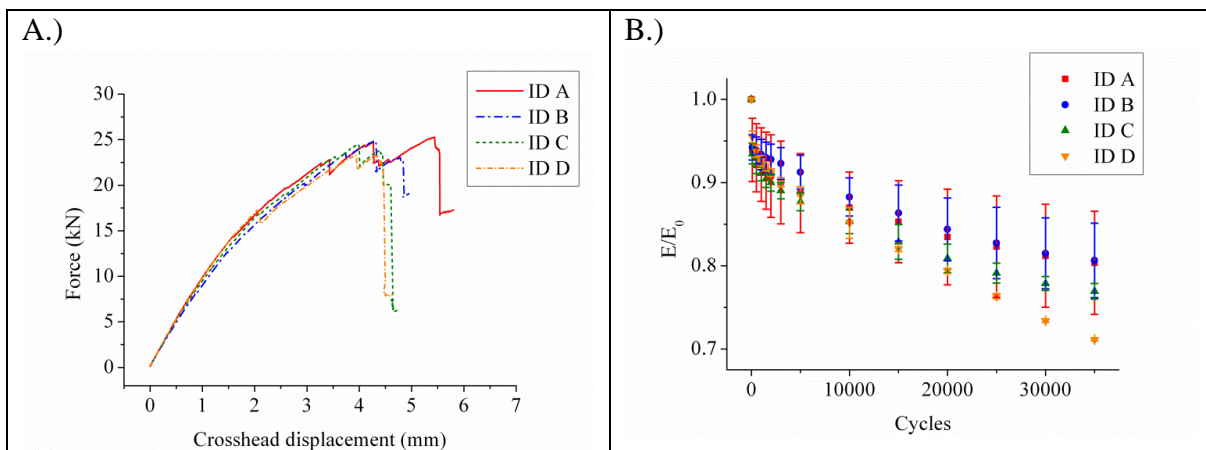 A.)
ID A
ID B
ID C
ID D
30
25
20
15
10
5
0
Force (kN)
0 1 2 3 4 5 6 7
Crosshead displacement (mm)
B.)
ID A
ID B
ID C
ID D
1.0
0.9
0.8
0.7
E/E0
0 10000 20000 30000
Cycles